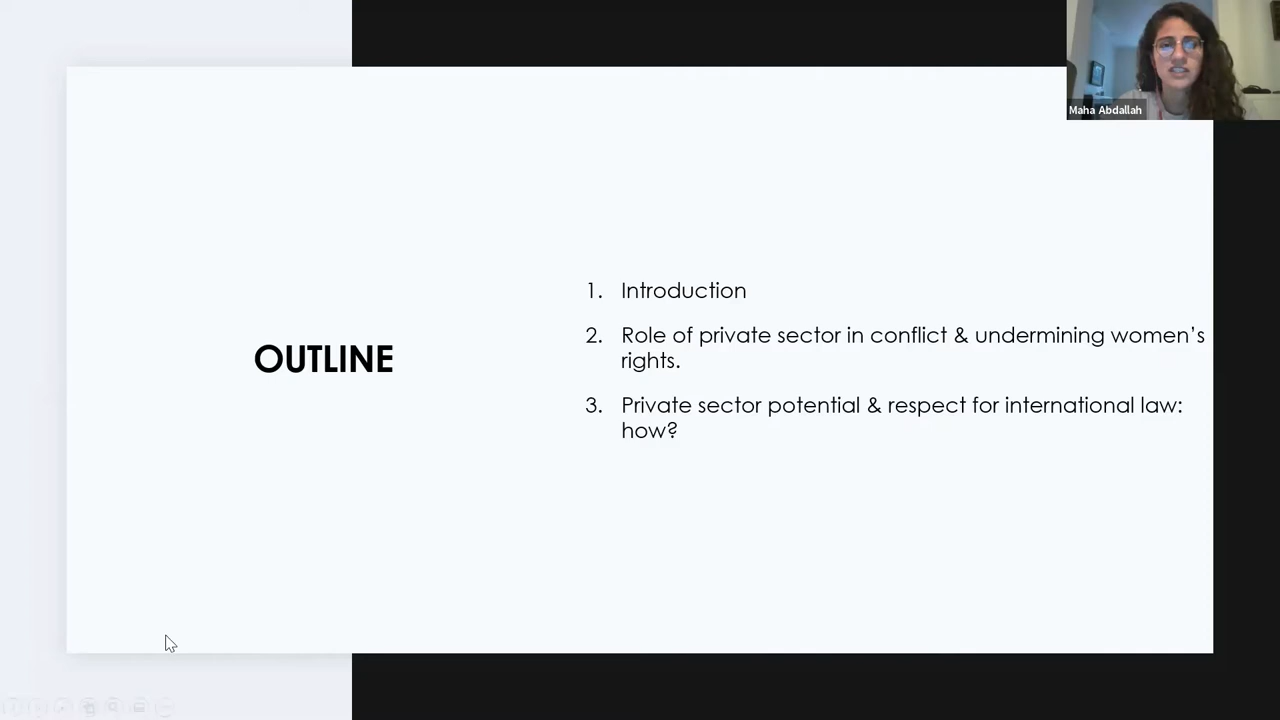 Maha Abdallah
OUTLINE
1. Introduction
2. Role of private sector in conflict & undermining women’s
rights.
3. Private sector potential & respect for international law:
how?